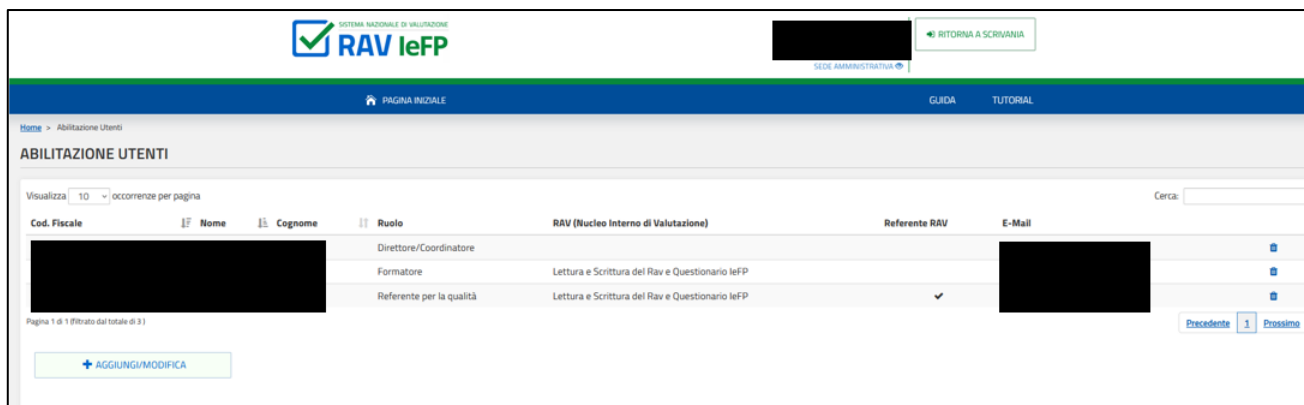 SISTEMA NAZIONALE DI VALUTAZIONE
RAV IeFP
RITORNA A SCRIVANIA
SEDE AMMINISTRATIVA
PAGINA INIZIALE GUIDA TUTORIAL
Home > Abilitazione Utenti
ABILITAZIONE UTENTI
Visualizza 10 occorrenze per pagina Cerca:
Cod. Fiscale Nome Cognome Ruolo RAV (Nucleo Interno di Valutazione) Referente RAV E-Mail
Direttore/Coordinatore
Formatore Lettura e Scrittura del Rav e Questionario IeFP
Referente per la qualità Lettura e Scrittura del Rav e Questionario IeFP
Pagina 1 di 1 (filtrato dal totale di 3 ) Precedente 1 Prossimo
AGGIUNGI/MODIFICA